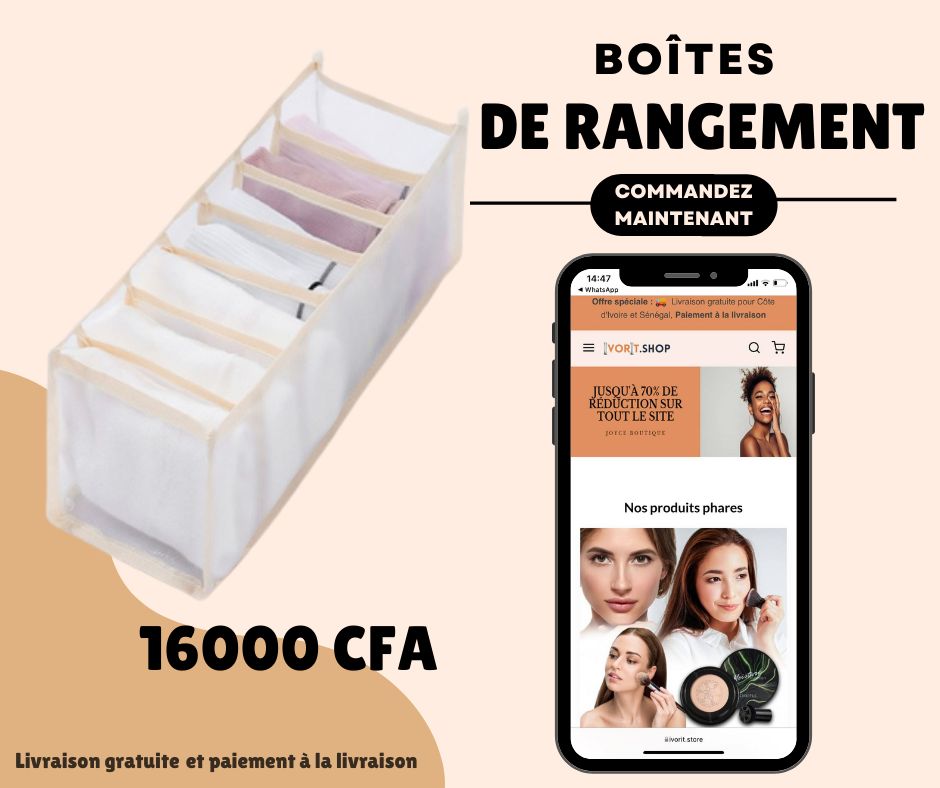 BOÎTES
DE RANGEMENT
COMMANDEZ
MAINTENANT
14:47
◀ WhatsApp
Offre spéciale : 🚚 Livraison gratuite pour Côte
d'Ivoire et Sénégal, Paiement à la livraison
IVORIT.SHOP
JUSQU'À 70% DE
RÉDUCTION SUR
TOUT LE SITE
JOYCE BOUTIQUE
Nos produits phares
ivorit.store
16000 CFA
Livraison gratuite et paiement à la livraison